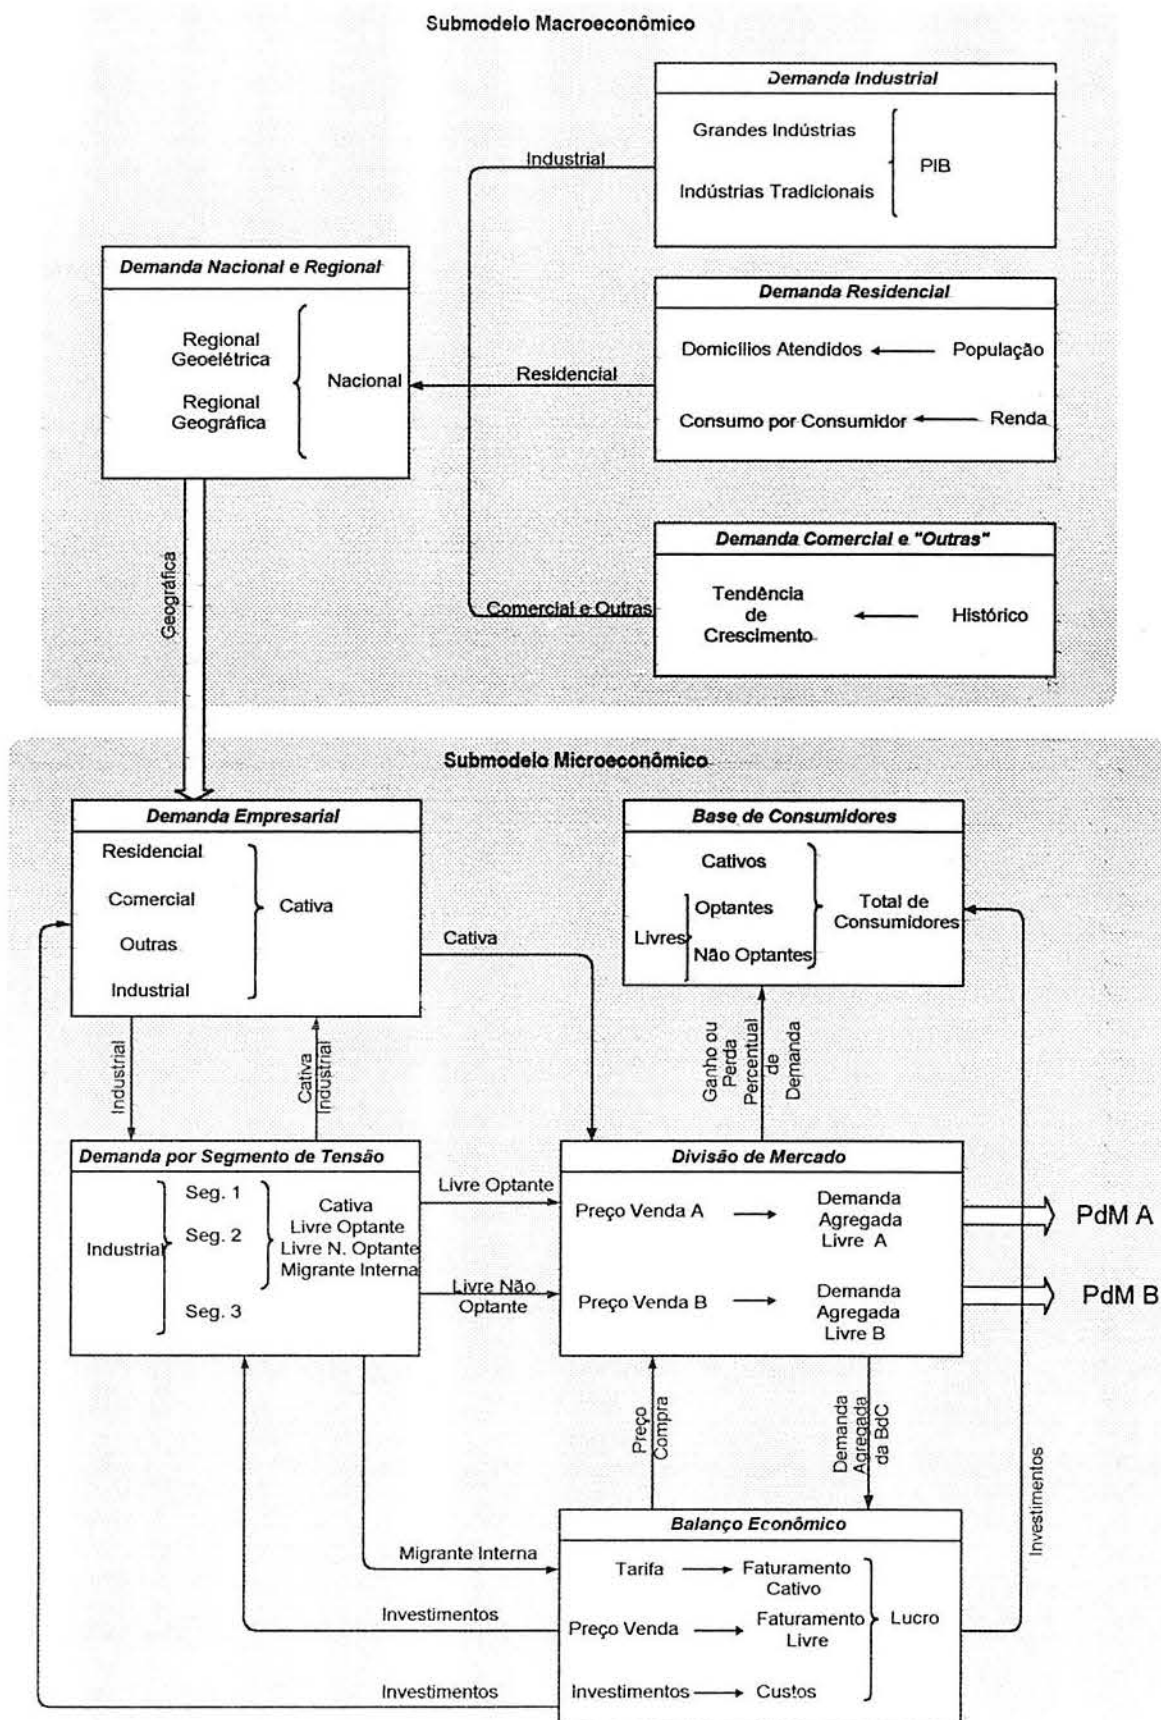 Submodelo Macroeconômico
Demanda Industrial
Grandes Indústrias
Indústrias Tradicionais
PIB
Industrial
Demanda Nacional e Regional
Regional
Geoelétrica
Regional
Geográfica
Nacional
Residencial
Demanda Residencial
Domicílios Atendidos
População
Consumo por Consumidor
Renda
Demanda Comercial e "Outras"
Tendência
de
Crescimento
Histórico
Comercial e Outras
Geográfica
Submodelo Microeconômico
Demanda Empresarial
Residencial
Comercial
Outras
Industrial
Cativa
Cativa
Base de Consumidores
Cativos
Livres
Optantes
Não Optantes
Total de
Consumidores
Industrial
Cativa
Industrial
Ganho ou
Perda
Percentual
de
Demanda
Demanda por Segmento de Tensão
Industrial
Seg. 1
Seg. 2
Seg. 3
Cativa
Livre Optante
Livre N. Optante
Migrante Interna
Livre Optante
Livre Não
Optante
Divisão de Mercado
Preço Venda A
Demanda
Agregada
Livre A
Preço Venda B
Demanda
Agregada
Livre B
PdM A
PdM B
Preço
Compra
Demanda
Agregada
da BdC
Investimentos
Migrante Interna
Investimentos
Investimentos
Balanço Econômico
Tarifa
Faturamento
Cativo
Preço Venda
Faturamento
Livre
Investimentos
Custos
Lucro